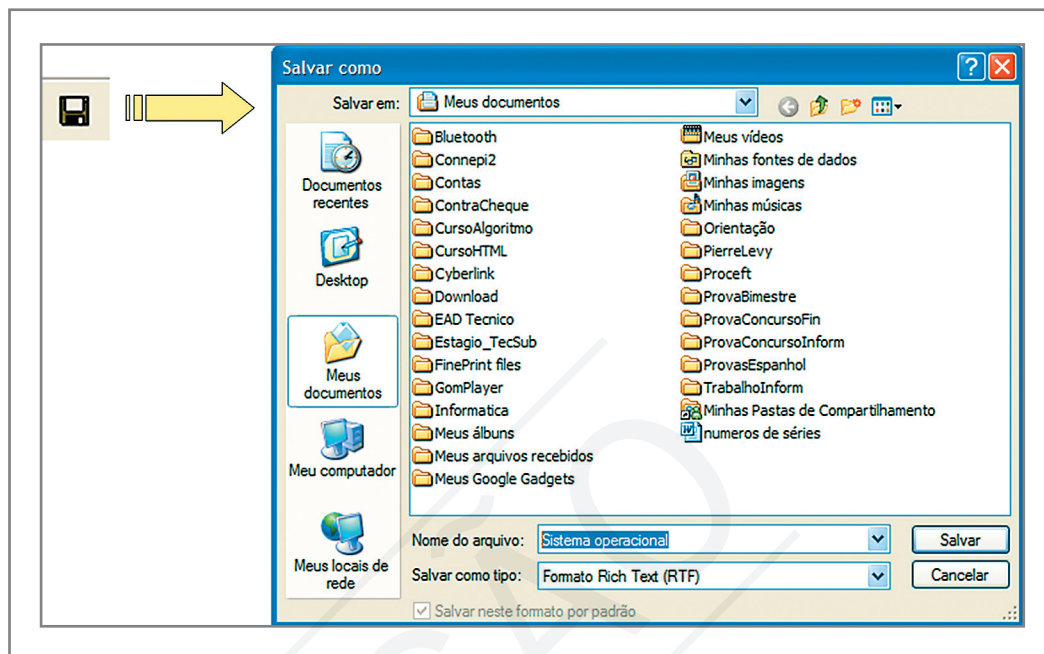 Salvar como
Salvar em: Meus documentos
Documentos
recentes
Desktop
Meus
documentos
Meu computador
Meus locais de
rede
Bluetooth
Connepi2
Contas
ContraCheque
CursoAlgoritmo
CursoHTML
Cyberlink
Download
EAD Tecnico
Estagio_TecSub
FinePrint files
GomPlayer
Informatica
Meus álbuns
Meus arquivos recebidos
Meus Google Gadgets
Meus vídeos
Minhas fontes de dados
Minhas imagens
Minhas músicas
Orientação
PierreLevy
Proceft
ProvaBimestre
ProvaConcursoFin
ProvaConcursoInform
ProvasEspanhol
TrabalhoInform
Minhas Pastas de Compartilhamento
numeros de séries
Nome do arquivo: Sistema operacional Salvar
Salvar como tipo: Formato Rich Text (RTF) Cancelar
Salvar neste formato por padrão